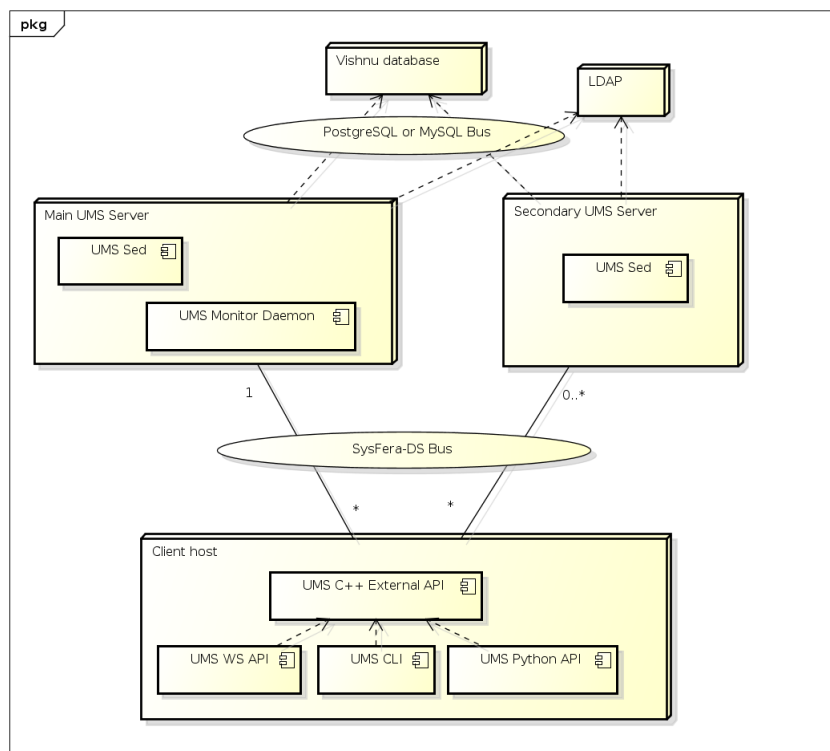 pkg
Vishnu database
LDAP
PostgreSQL or MySQL Bus
Main UMS Server
Secondary UMS Server
UMS Sed
UMS Sed
UMS Monitor Daemon
1
0..*
SysFera-DS Bus
*
*
Client host
UMS C++ External API
UMS WS API
UMS CLI
UMS Python API